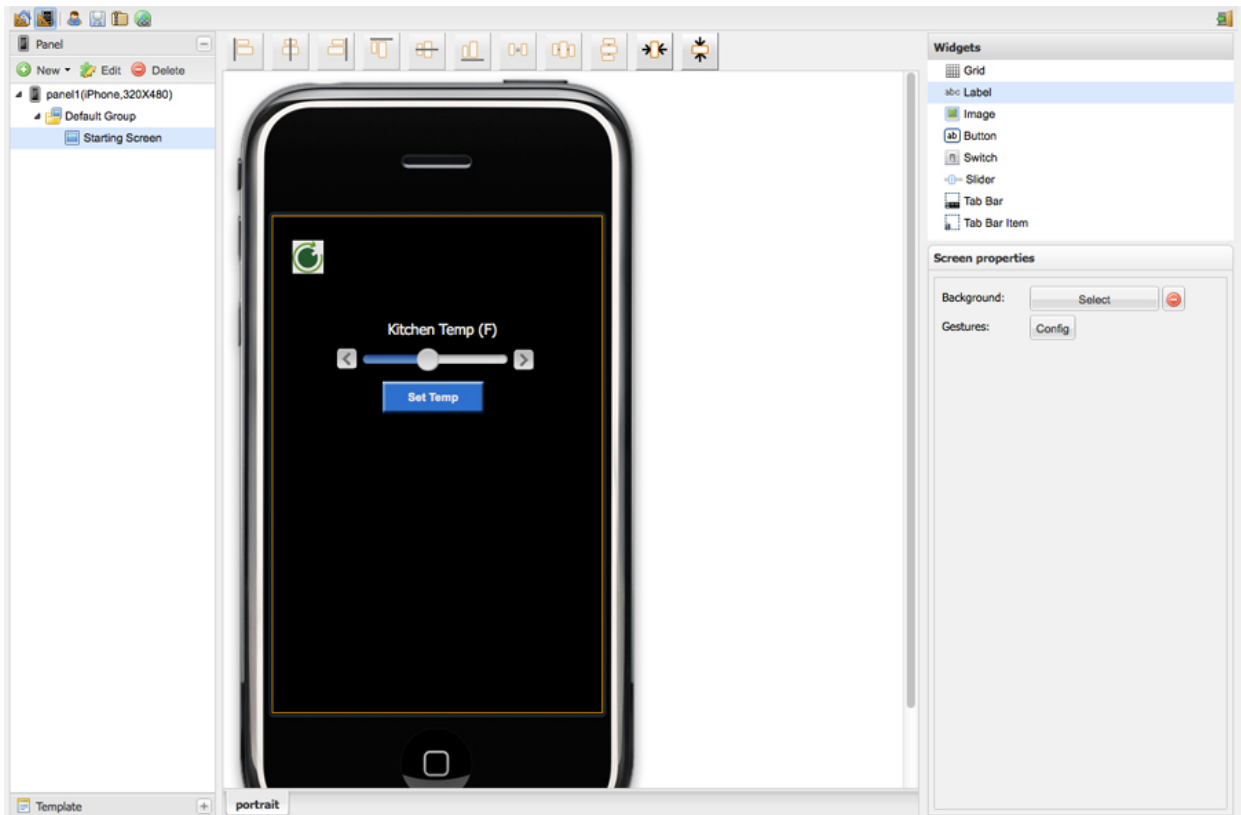 Panel
New Edit Delete
panel1(iPhone,320X480)
Default Group
Starting Screen
Template
Kitchen Temp (F)
Set Temp
portrait
Widgets
Grid
abc Label
Image
ab Button
Switch
Slider
Tab Bar
Tab Bar Item
Screen properties
Background: Select
Gestures: Config